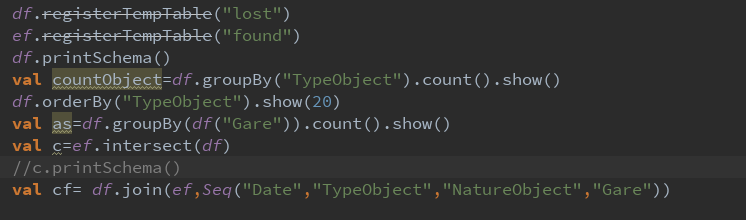 df.registerTempTable("lost")
ef.registerTempTable("found")
df.printSchema()
val countObject=df.groupBy("TypeObject").count().show()
df.orderBy("TypeObject").show(20)
val as=df.groupBy(df("Gare")).count().show()
val c=ef.intersect(df)
//c.printSchema()
val cf= df.join(ef,Seq("Date","TypeObject","NatureObject","Gare"))